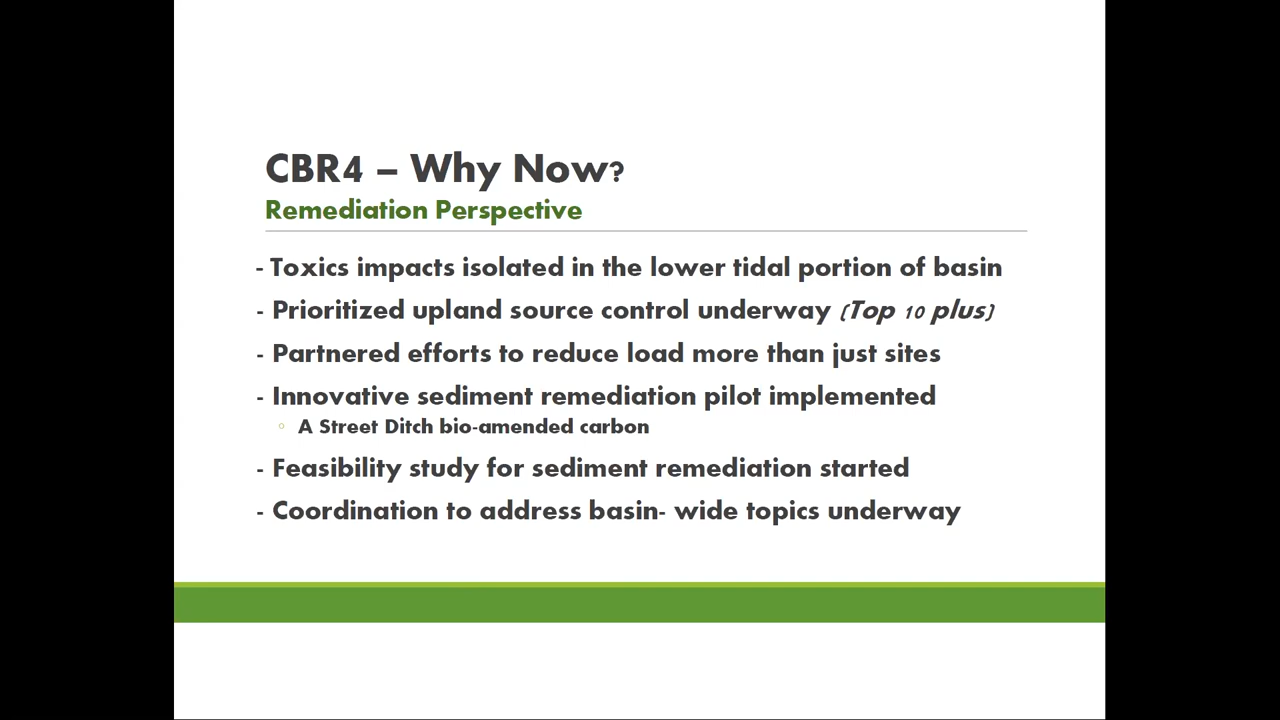 CBR4 – Why Now?
Remediation Perspective
- Toxics impacts isolated in the lower tidal portion of basin
- Prioritized upland source control underway (Top 10 plus)
- Partnered efforts to reduce load more than just sites
- Innovative sediment remediation pilot implemented
◦ A Street Ditch bio-amended carbon
- Feasibility study for sediment remediation started
- Coordination to address basin- wide topics underway